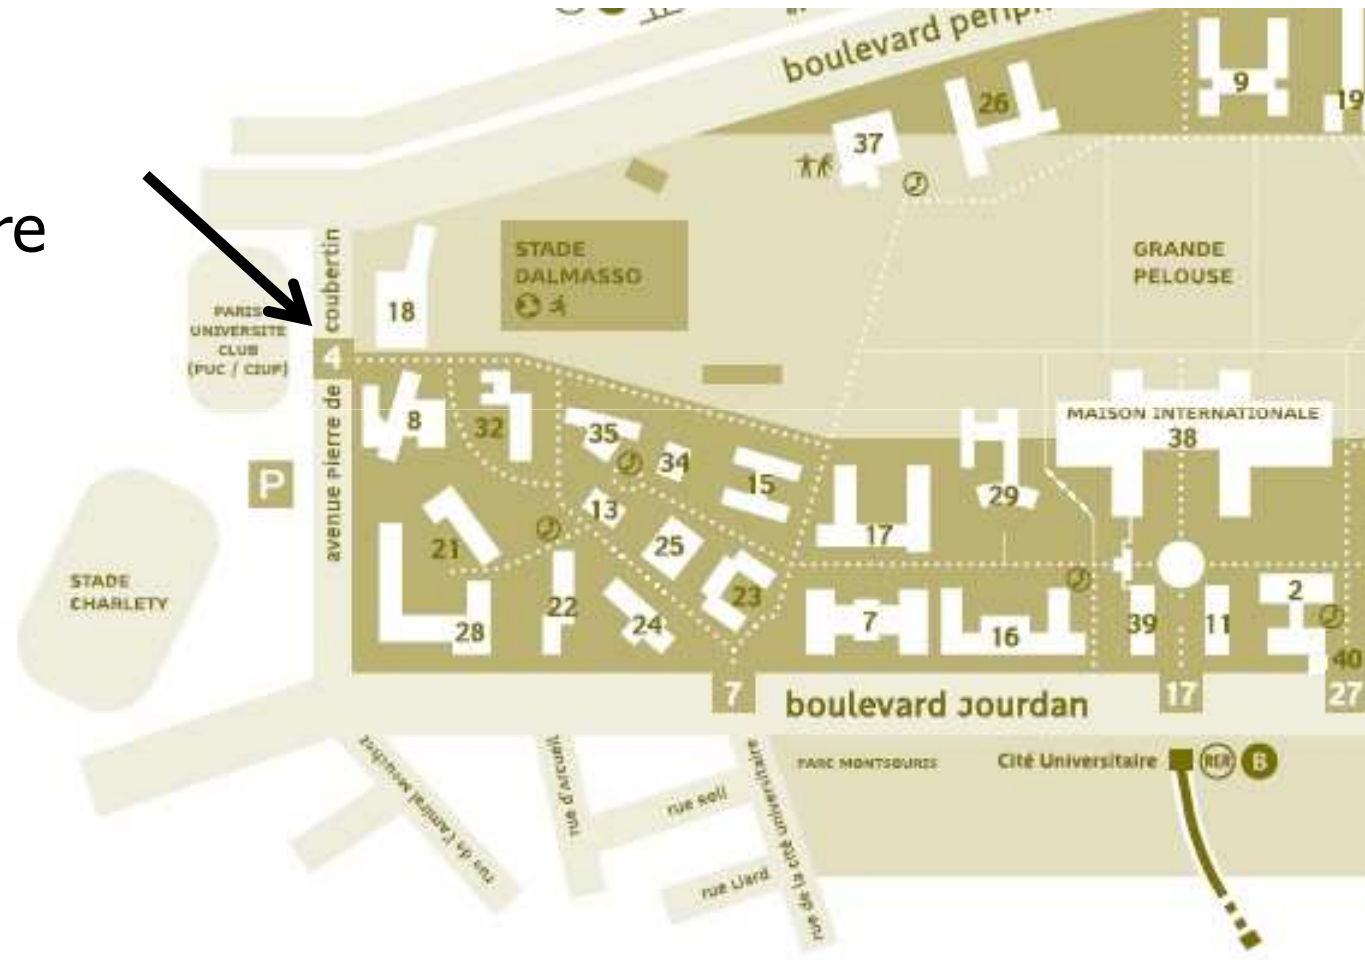 boulevard périph
9
26
19
37
re
coubertin
STADE
DALMASSO
GRANDE
PELOUSE
18
PARIS
UNIVERSITE
CLUB
(PUC / CIUP)
4
avenue Pierre de
8
32
35
34
15
MAISON INTERNATIONALE
38
P
13
29
17
21
25
STADE
CHARLETY
23
22
24
28
7
16
39
11
2
40
7
boulevard Jourdan
17
27
PARC MONTSOURIS
Cité Universitaire
RER
B
rue de l'amiral Mouchez
rue d'Arcueil
rue Roli
rue Liard
rue de la cité universitaire